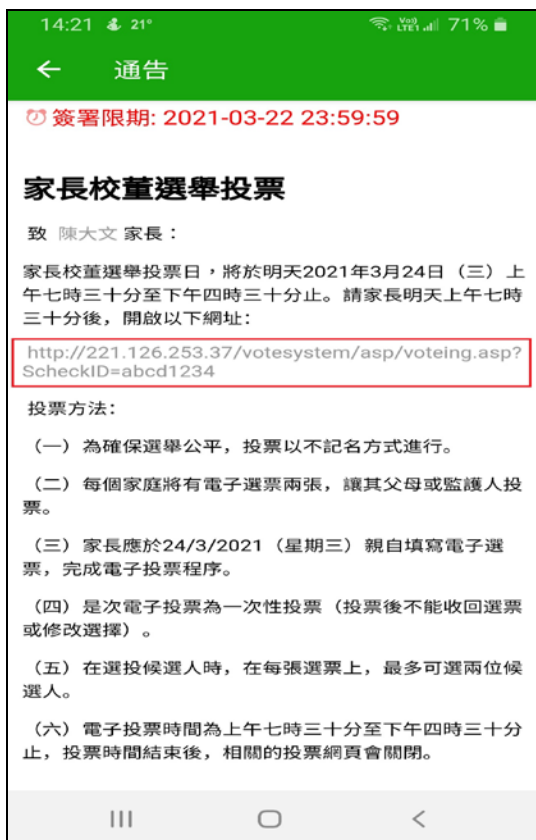 14:21 21° Vo) LTE1 71%
通告
簽署限期: 2021-03-22 23:59:59
家長校董選舉投票
致 陳大文 家長：
家長校董選舉投票日，將於明天2021年3月24日（三）上
午七時三十分至下午四時三十分止。請家長明天上午七時
三十分後，開啟以下網址:
http://221.126.253.37/votesystem/asp/voteing.asp?
ScheckID=abcd1234
投票方法:
（一）為確保選舉公平，投票以不記名方式進行。
（二）每個家庭將有電子選票兩張，讓其父母或監護人投
票。
（三）家長應於24/3/2021（星期三）親自填寫電子選
票，完成電子投票程序。
（四）是次電子投票為一次性投票（投票後不能收回選票
或修改選擇）。
（五）在選投候選人時，在每張選票上，最多可選兩位候
選人。
（六）電子投票時間為上午七時三十分至下午四時三十分
止，投票時間結束後，相關的投票網頁會關閉。